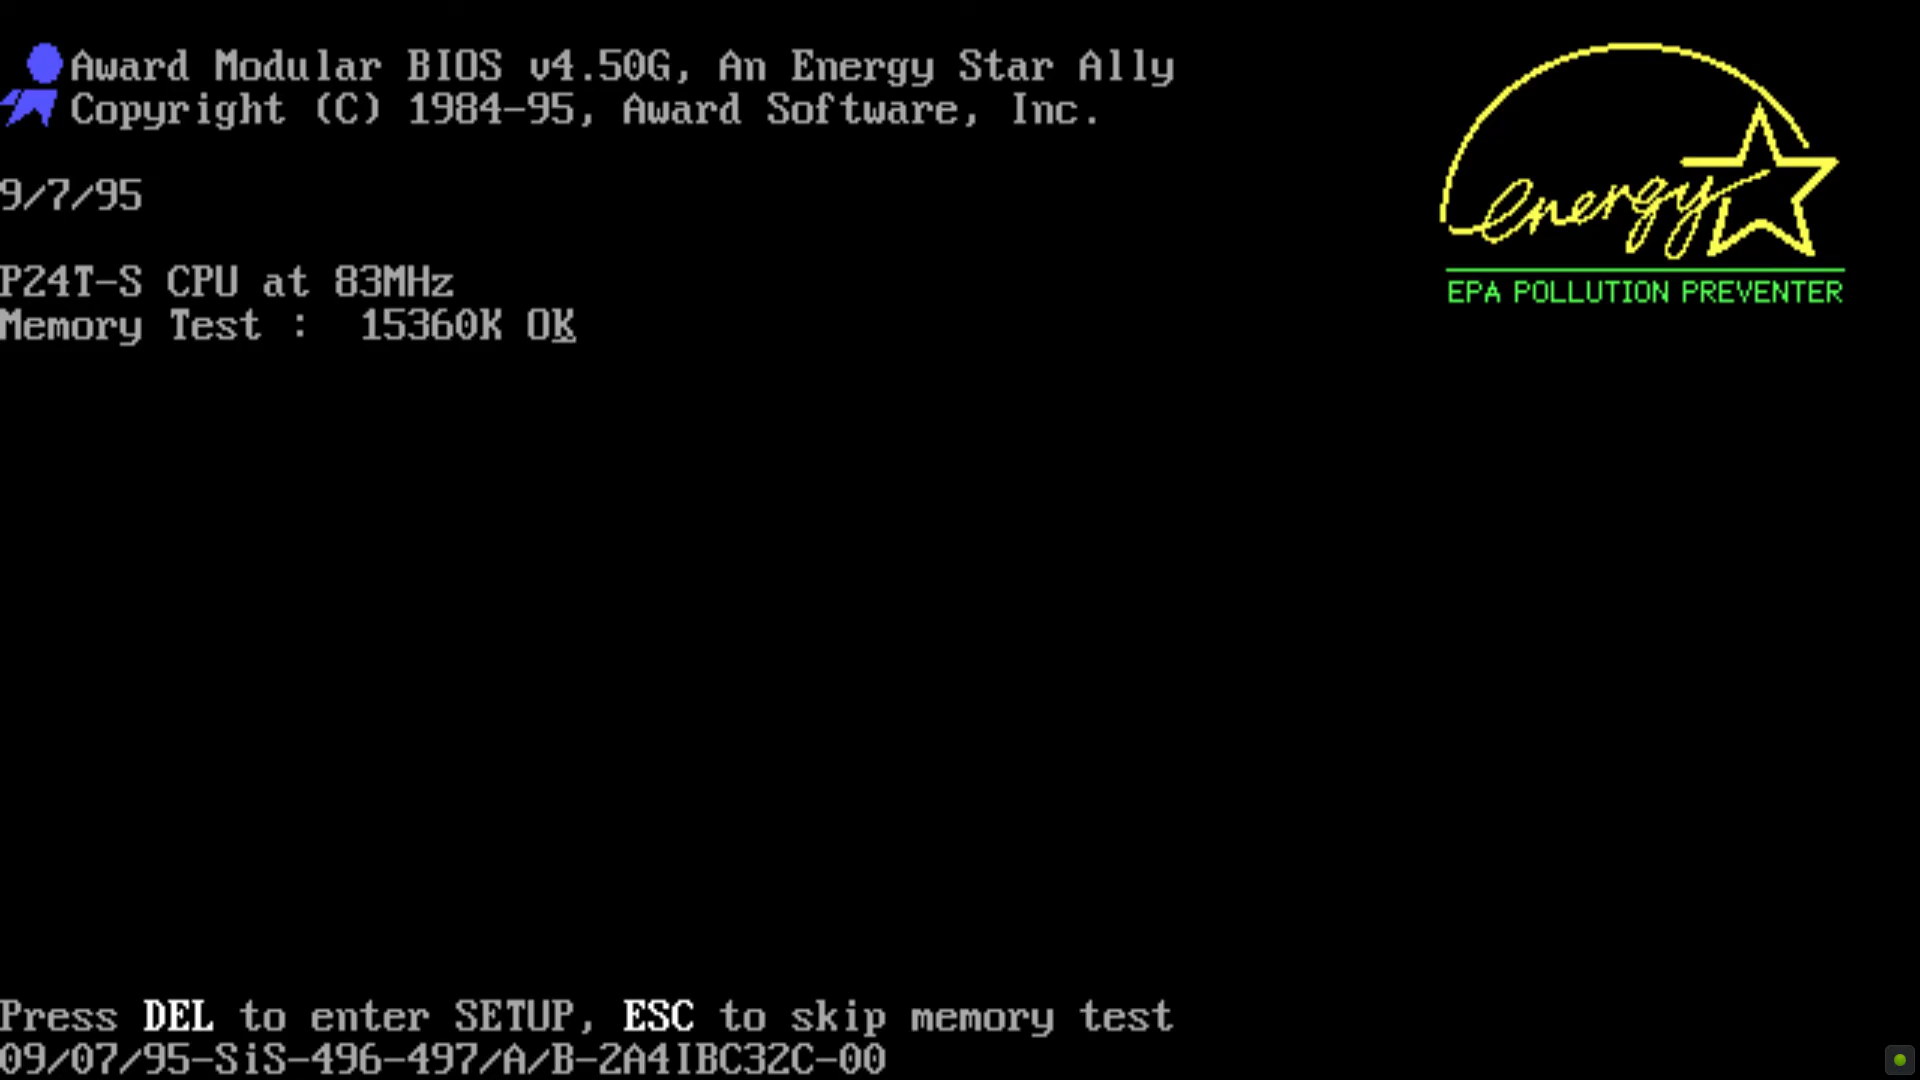 Award Modular BIOS v4.50G, An Energy Star Ally
Copyright (C) 1984-95, Award Software, Inc.
energy
EPA POLLUTION PREVENTER
9/7/95
P24T-S CPU at 83MHz
Memory Test :  15360K OK
Press DEL to enter SETUP, ESC to skip memory test
09/07/95-SiS-496-497/A/B-2A4IBC32C-00